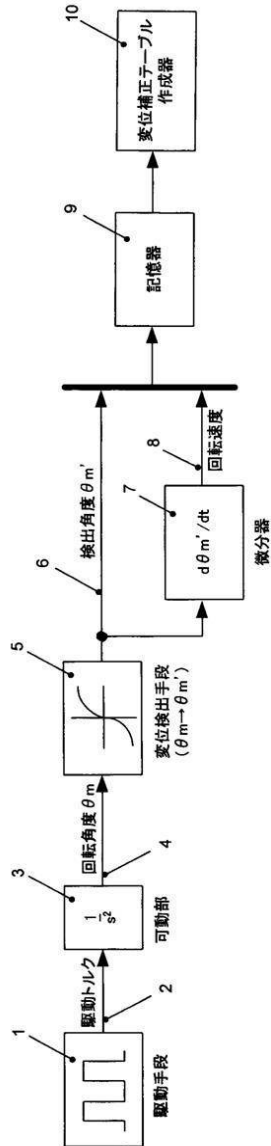 1
駆動手段
駆動トルク
2
3
1/s²
可動部
回転角度θm
4
5
変位検出手段
(θm→θm')
検出角度θm'
6
7
dθm'/dt
微分器
8
回転速度
9
記憶器
10
変位補正テーブル
作成器